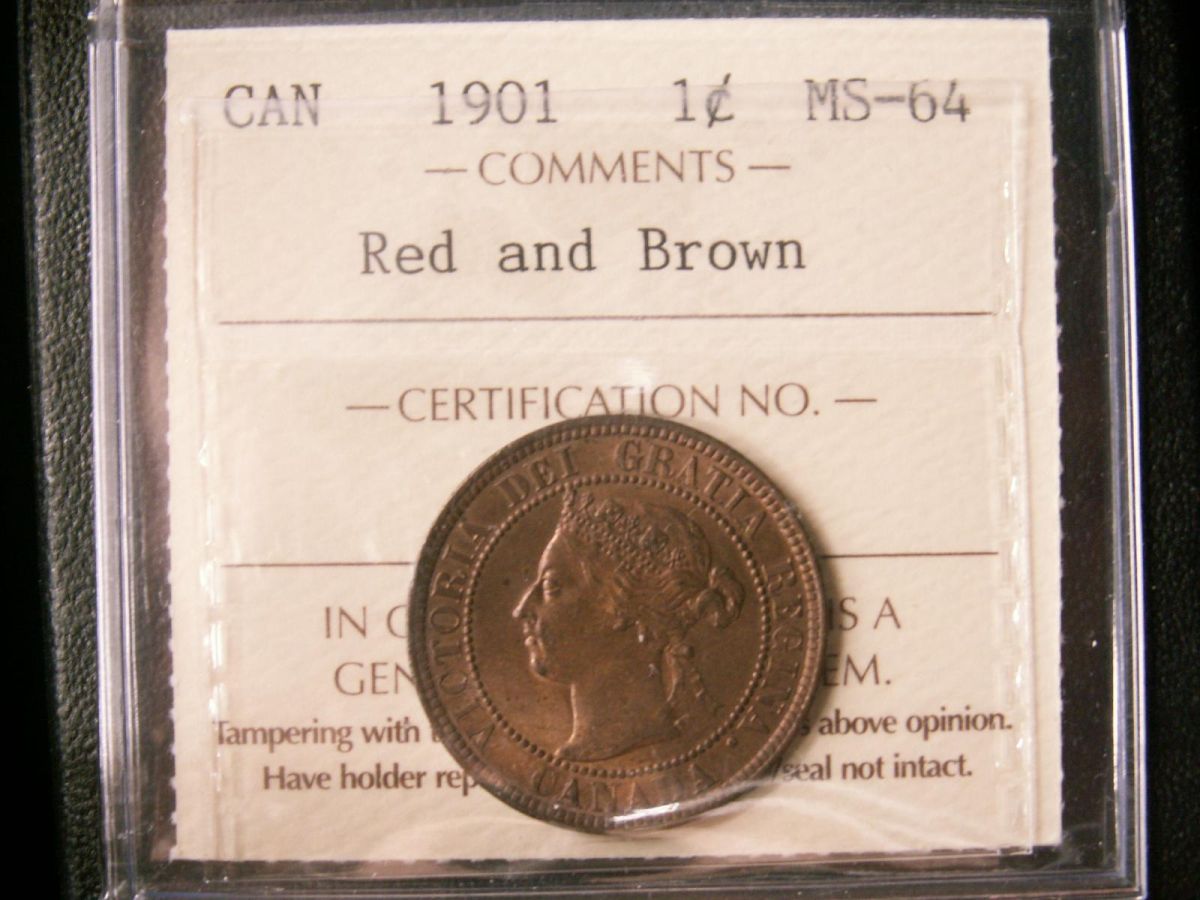 CAN 1901 1¢ MS-64
— COMMENTS —
Red and Brown
— CERTIFICATION NO. —
VICTORIA DEI GRATIA REGINA.
CANADA
IN IS A
GEN EM.
Tampering with above opinion.
Have holder rep /seal not intact.